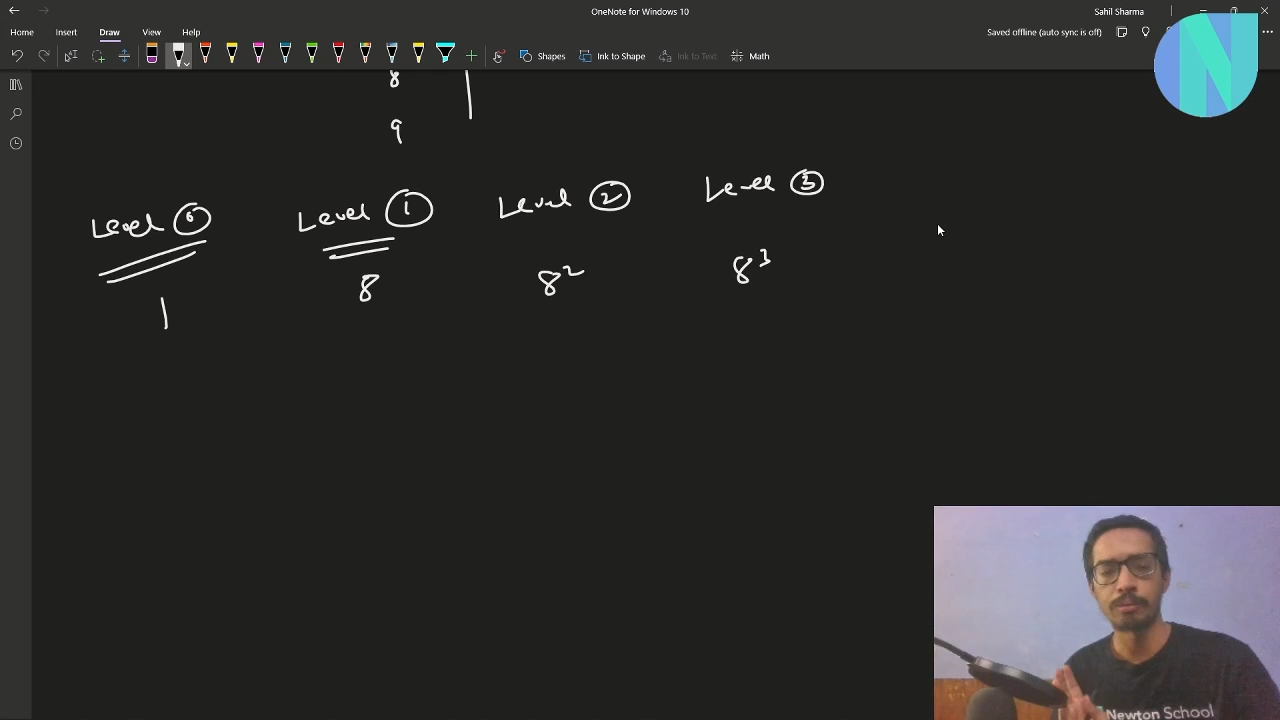 OneNote for Windows 10
Sahil Sharma
Home Insert Draw View Help
Saved offline (auto sync is off)
Shapes Ink to Shape Ink to Text Math
8
9
Level 0 Level 1 Level 2 Level 3
1 8 8² 8³
Newton School